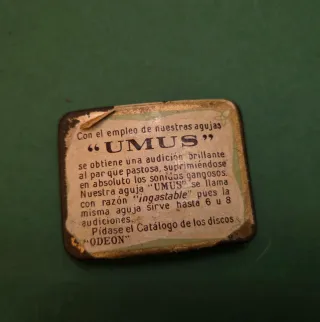 Con el empleo de nuestras agujas
"UMUS"
se obtiene una audición brillante
al par que pastosa, suprimiéndose
en absoluto los sonidos gangosos.
Nuestra aguja "UMUS" se llama
con razón "ingastable" pues la
misma aguja sirve hasta 6 u 8
audiciones.
Pídase el Catálogo de los discos
"ODEON"